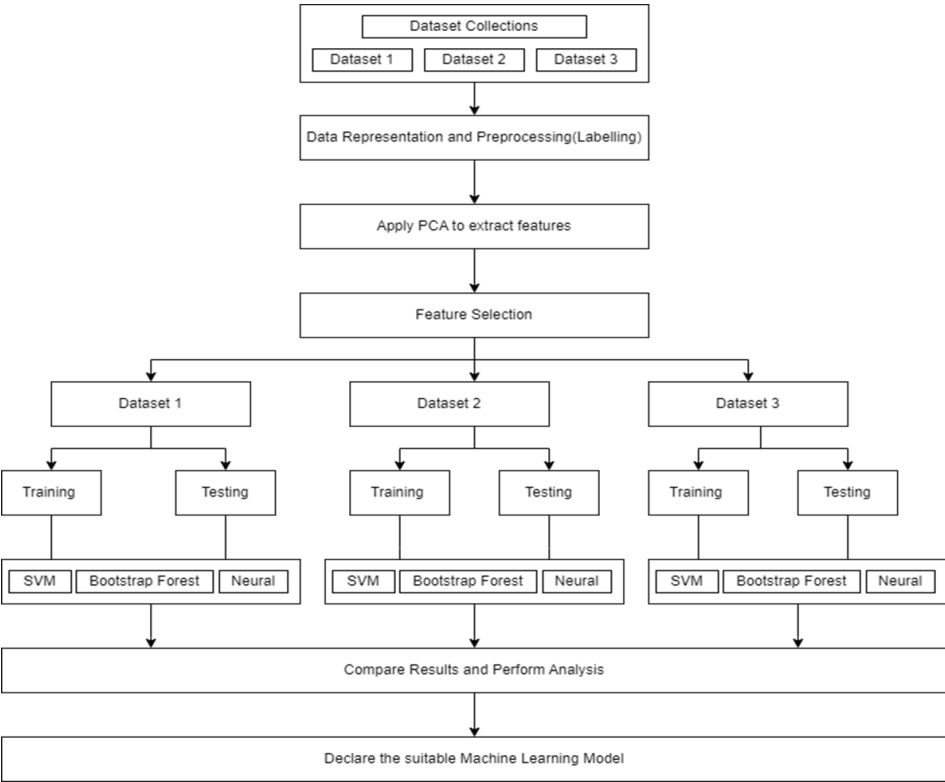 Dataset Collections
Dataset 1 Dataset 2 Dataset 3
Data Representation and Preprocessing(Labelling)
Apply PCA to extract features
Feature Selection
Dataset 1 Dataset 2 Dataset 3
Training Testing Training Testing Training Testing
SVM Bootstrap Forest Neural SVM Bootstrap Forest Neural SVM Bootstrap Forest Neural
Compare Results and Perform Analysis
Declare the suitable Machine Learning Model